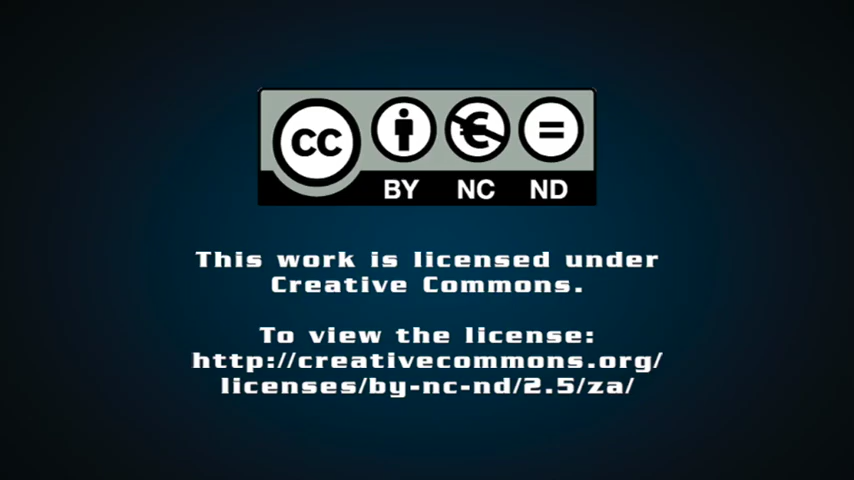 CC
BY NC ND
This work is licensed under
Creative Commons.
To view the license:
http://creativecommons.org/
licenses/by-nc-nd/2.5/za/